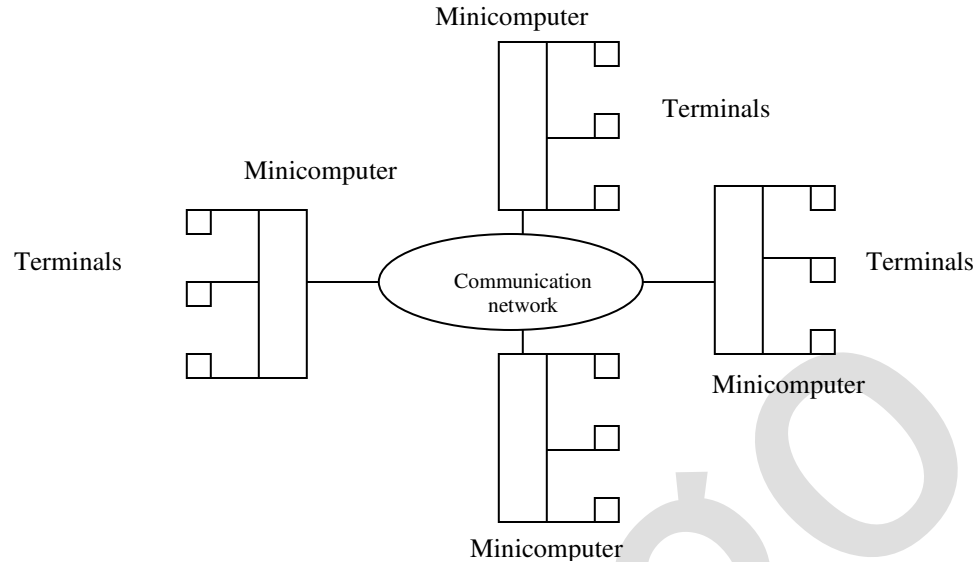 Minicomputer
Terminals
Minicomputer
Terminals
Terminals
Communication
network
Minicomputer
Minicomputer